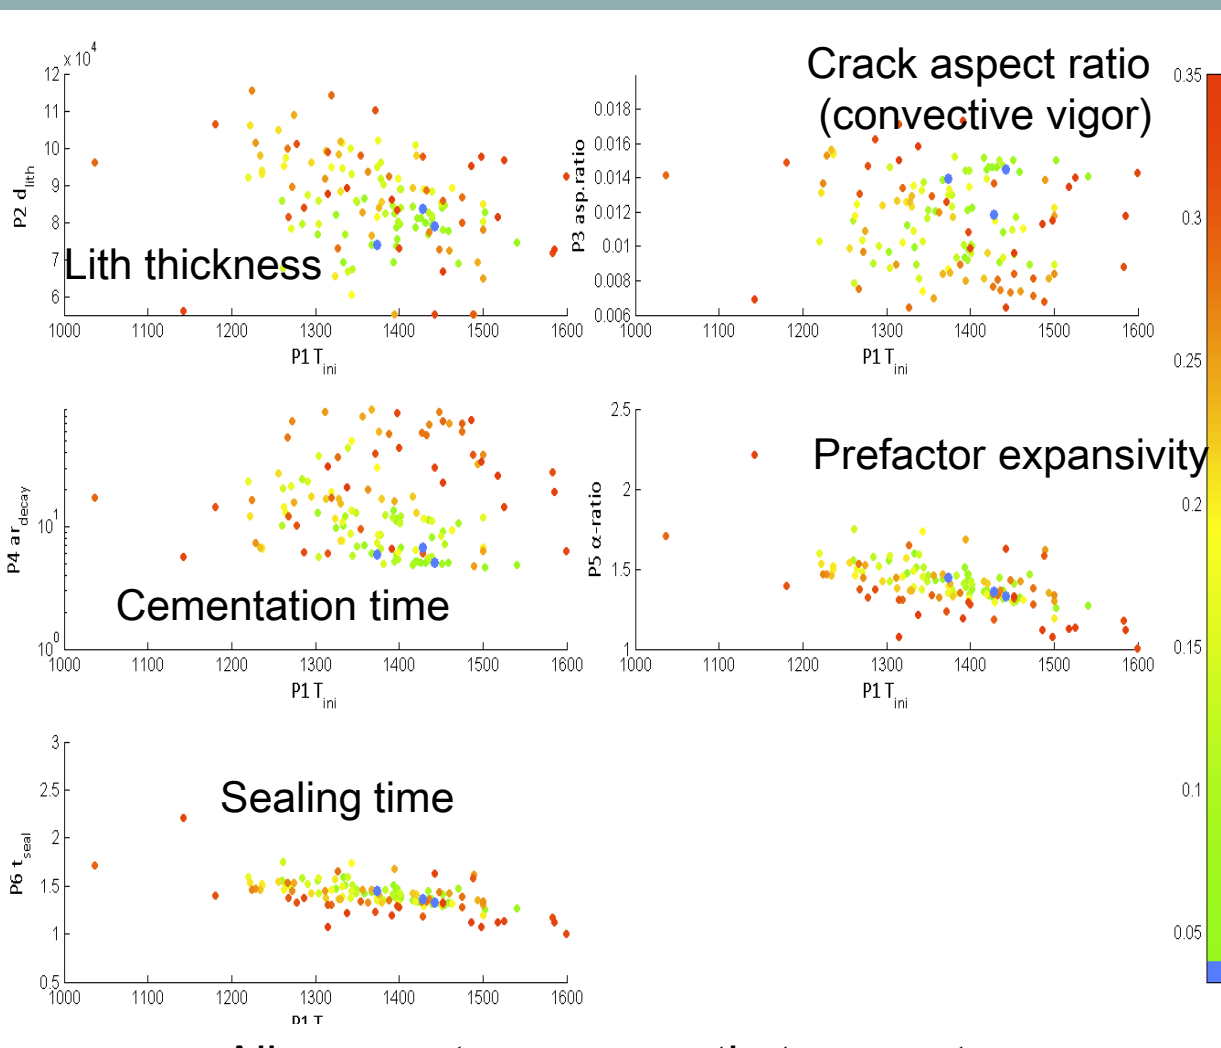 x 10^4
12
11
10
9
8
7
6
P2 d_lith
Lith thickness
1000 1100 1200 1300 1400 1500 1600
P1 T_ini
Crack aspect ratio
(convective vigor)
0.018
0.016
0.014
0.012
0.01
0.008
0.006
P3 asp.ratio
1000 1100 1200 1300 1400 1500 1600
P1 T_ini
0.35
0.3
0.25
0.2
0.15
0.1
0.05
10^1
10^0
P4 ar_decay
Cementation time
1000 1100 1200 1300 1400 1500 1600
P1 T_ini
2.5
2
1.5
1
P5 α-ratio
Prefactor expansivity
1000 1100 1200 1300 1400 1500 1600
P1 T_ini
3
2.5
2
1.5
1
0.5
P6 t_seal
Sealing time
1000 1100 1200 1300 1400 1500 1600
P1 T